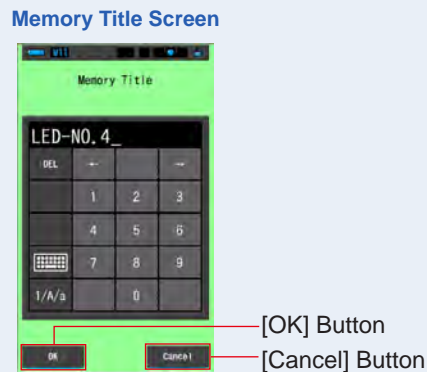 Memory Title Screen
Memory Title
LED-NO.4_
DEL ← →
1 2 3
4 5 6
7 8 9
1/A/a 0
[OK] Button
OK Cancel
[Cancel] Button